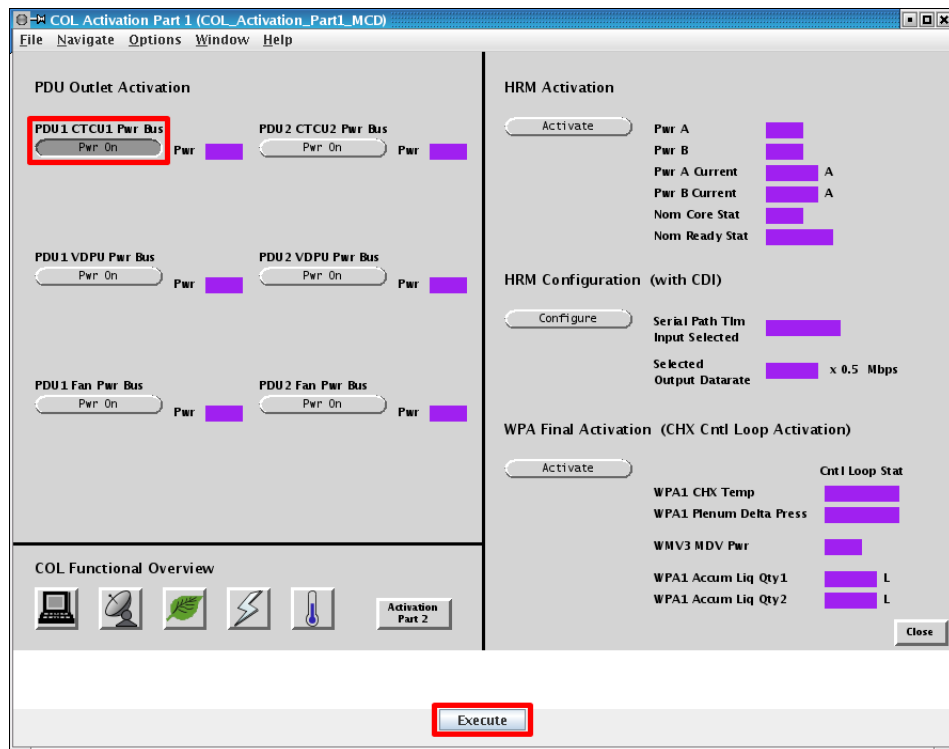 COL Activation Part 1 (COL_Activation_Part1_MCD)
File Navigate Options Window Help
PDU Outlet Activation
PDU1 CTCU1 Pwr Bus
Pwr On
Pwr
PDU2 CTCU2 Pwr Bus
Pwr On
Pwr
PDU1 VDPU Pwr Bus
Pwr On
Pwr
PDU2 VDPU Pwr Bus
Pwr On
Pwr
PDU1 Fan Pwr Bus
Pwr On
Pwr
PDU2 Fan Pwr Bus
Pwr On
Pwr
COL Functional Overview
Activation
Part 2
HRM Activation
Activate
Pwr A
Pwr B
Pwr A Current A
Pwr B Current A
Nom Core Stat
Nom Ready Stat
HRM Configuration (with CDI)
Configure
Serial Path Tlm
Input Selected
Selected
Output Datarate x 0.5 Mbps
WPA Final Activation (CHX Cntl Loop Activation)
Activate
Cntl Loop Stat
WPA1 CHX Temp
WPA1 Plenum Delta Press
WMV3 MDV Pwr
WPA1 Accum Liq Qty1 L
WPA1 Accum Liq Qty2 L
Close
Execute